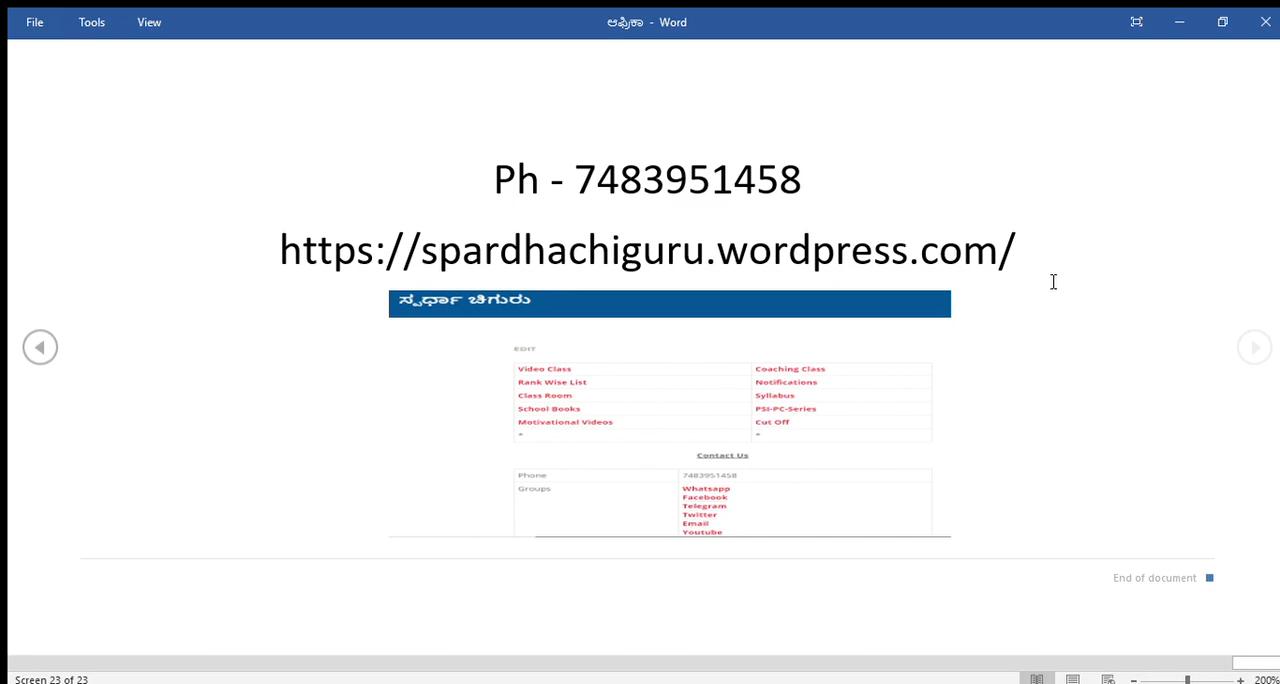 File Tools View ಆಫ್ರಿಕಾ - Word
Ph - 7483951458
https://spardhachiguru.wordpress.com/
ಸ್ಪರ್ಧಾ ಚಿಗುರು
EDIT
Video Class Coaching Class
Rank Wise List Notifications
Class Room Syllabus
School Books PSI-PC-Series
Motivational Videos Cut Off
* *
Contact Us
Phone 7483951458
Groups Whatsapp
Facebook
Telegram
Twitter
Email
Youtube
End of document
Screen 23 of 23 200%